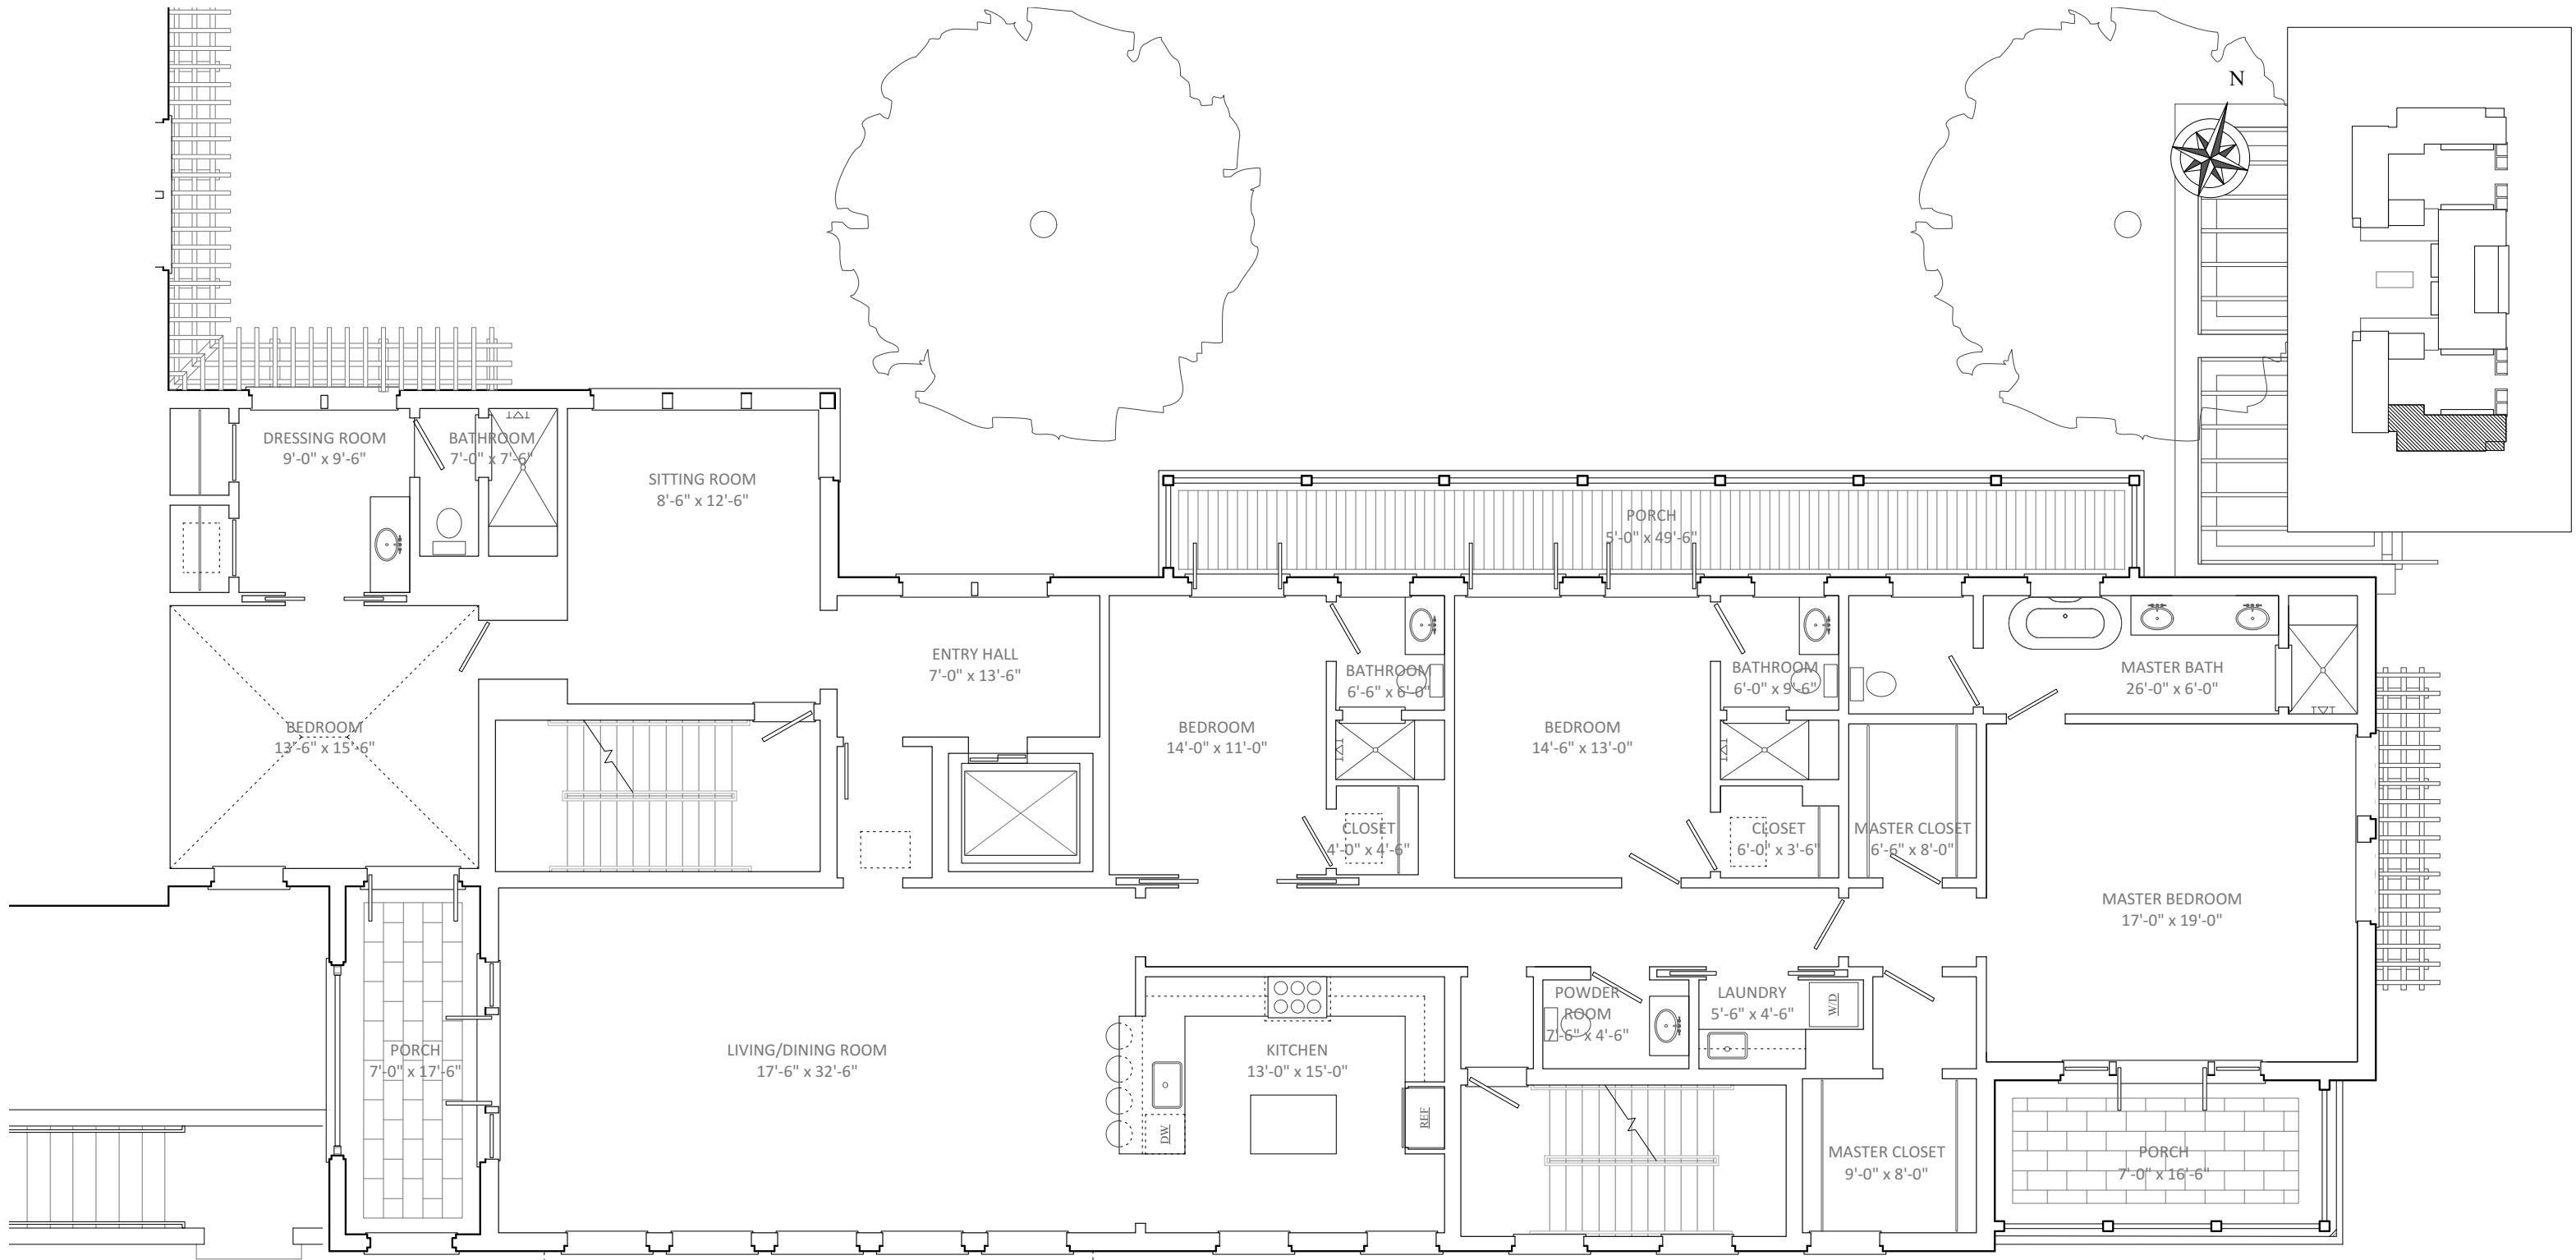 N
DRESSING ROOM
9'-0" x 9'-6"
BATHROOM
7'-0" x 7'-6"
SITTING ROOM
8'-6" x 12'-6"
PORCH
5'-0" x 49'-6"
ENTRY HALL
7'-0" x 13'-6"
BATHROOM
6'-6" x 6'-0"
BATHROOM
6'-0" x 9'-6"
MASTER BATH
26'-0" x 6'-0"
BEDROOM
13'-6" x 15'-6"
BEDROOM
14'-0" x 11'-0"
BEDROOM
14'-6" x 13'-0"
CLOSET
4'-0" x 4'-6"
CLOSET
6'-0" x 3'-6"
MASTER CLOSET
6'-6" x 8'-0"
MASTER BEDROOM
17'-0" x 19'-0"
POWDER
ROOM
7'-6" x 4'-6"
LAUNDRY
5'-6" x 4'-6"
W/D
PORCH
7'-0" x 17'-6"
LIVING/DINING ROOM
17'-6" x 32'-6"
KITCHEN
13'-0" x 15'-0"
DW
REF
MASTER CLOSET
9'-0" x 8'-0"
PORCH
7'-0" x 16'-6"